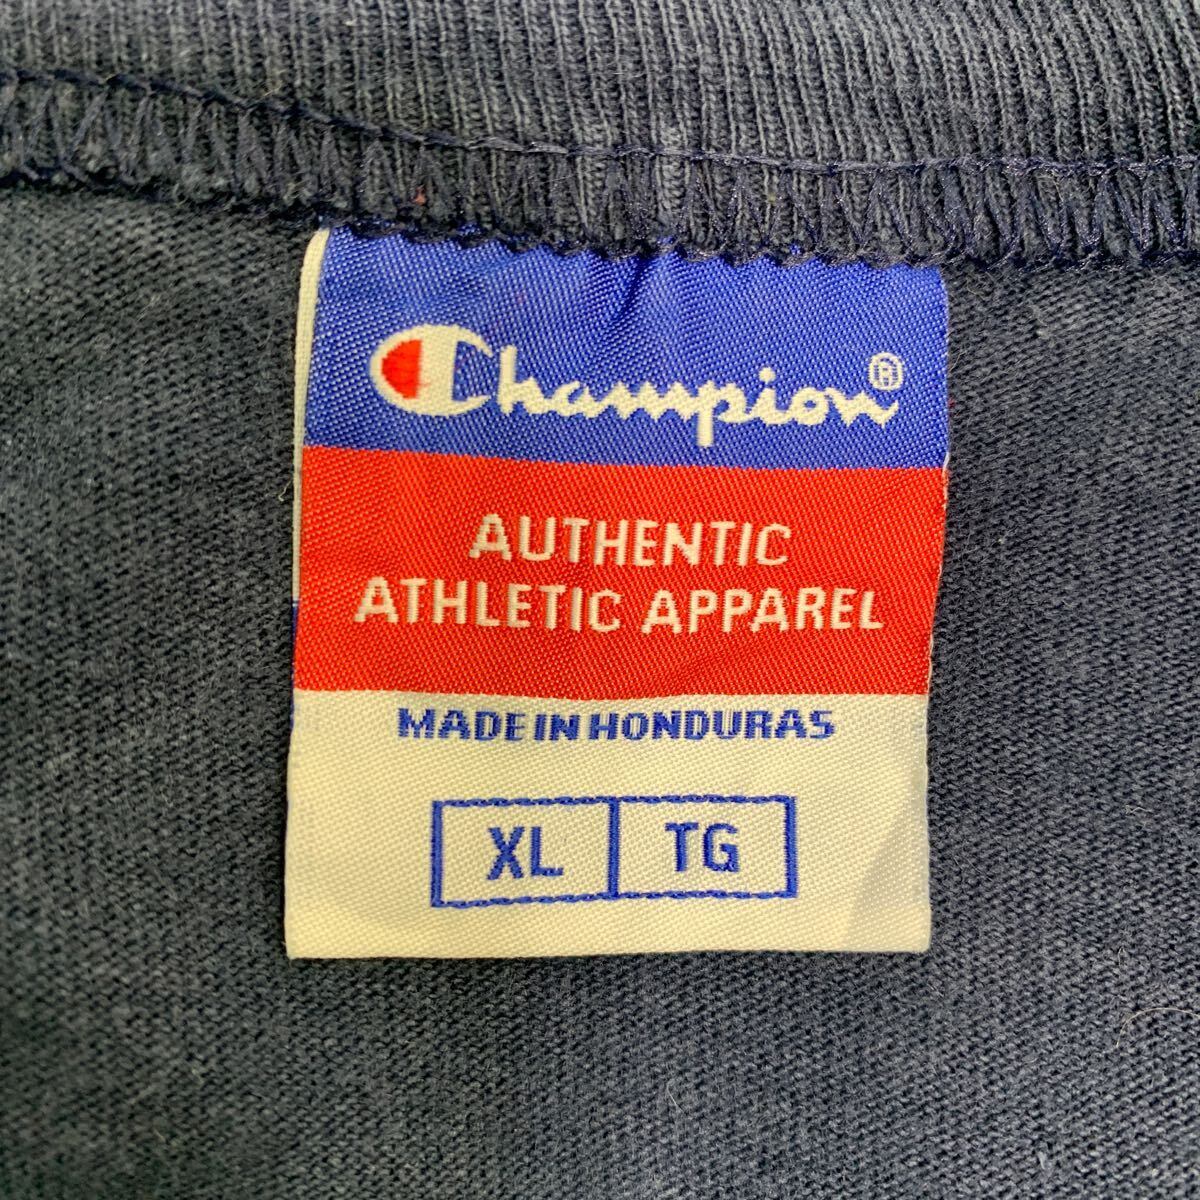 Champion®
AUTHENTIC
ATHLETIC APPAREL
MADE IN HONDURAS
XL TG